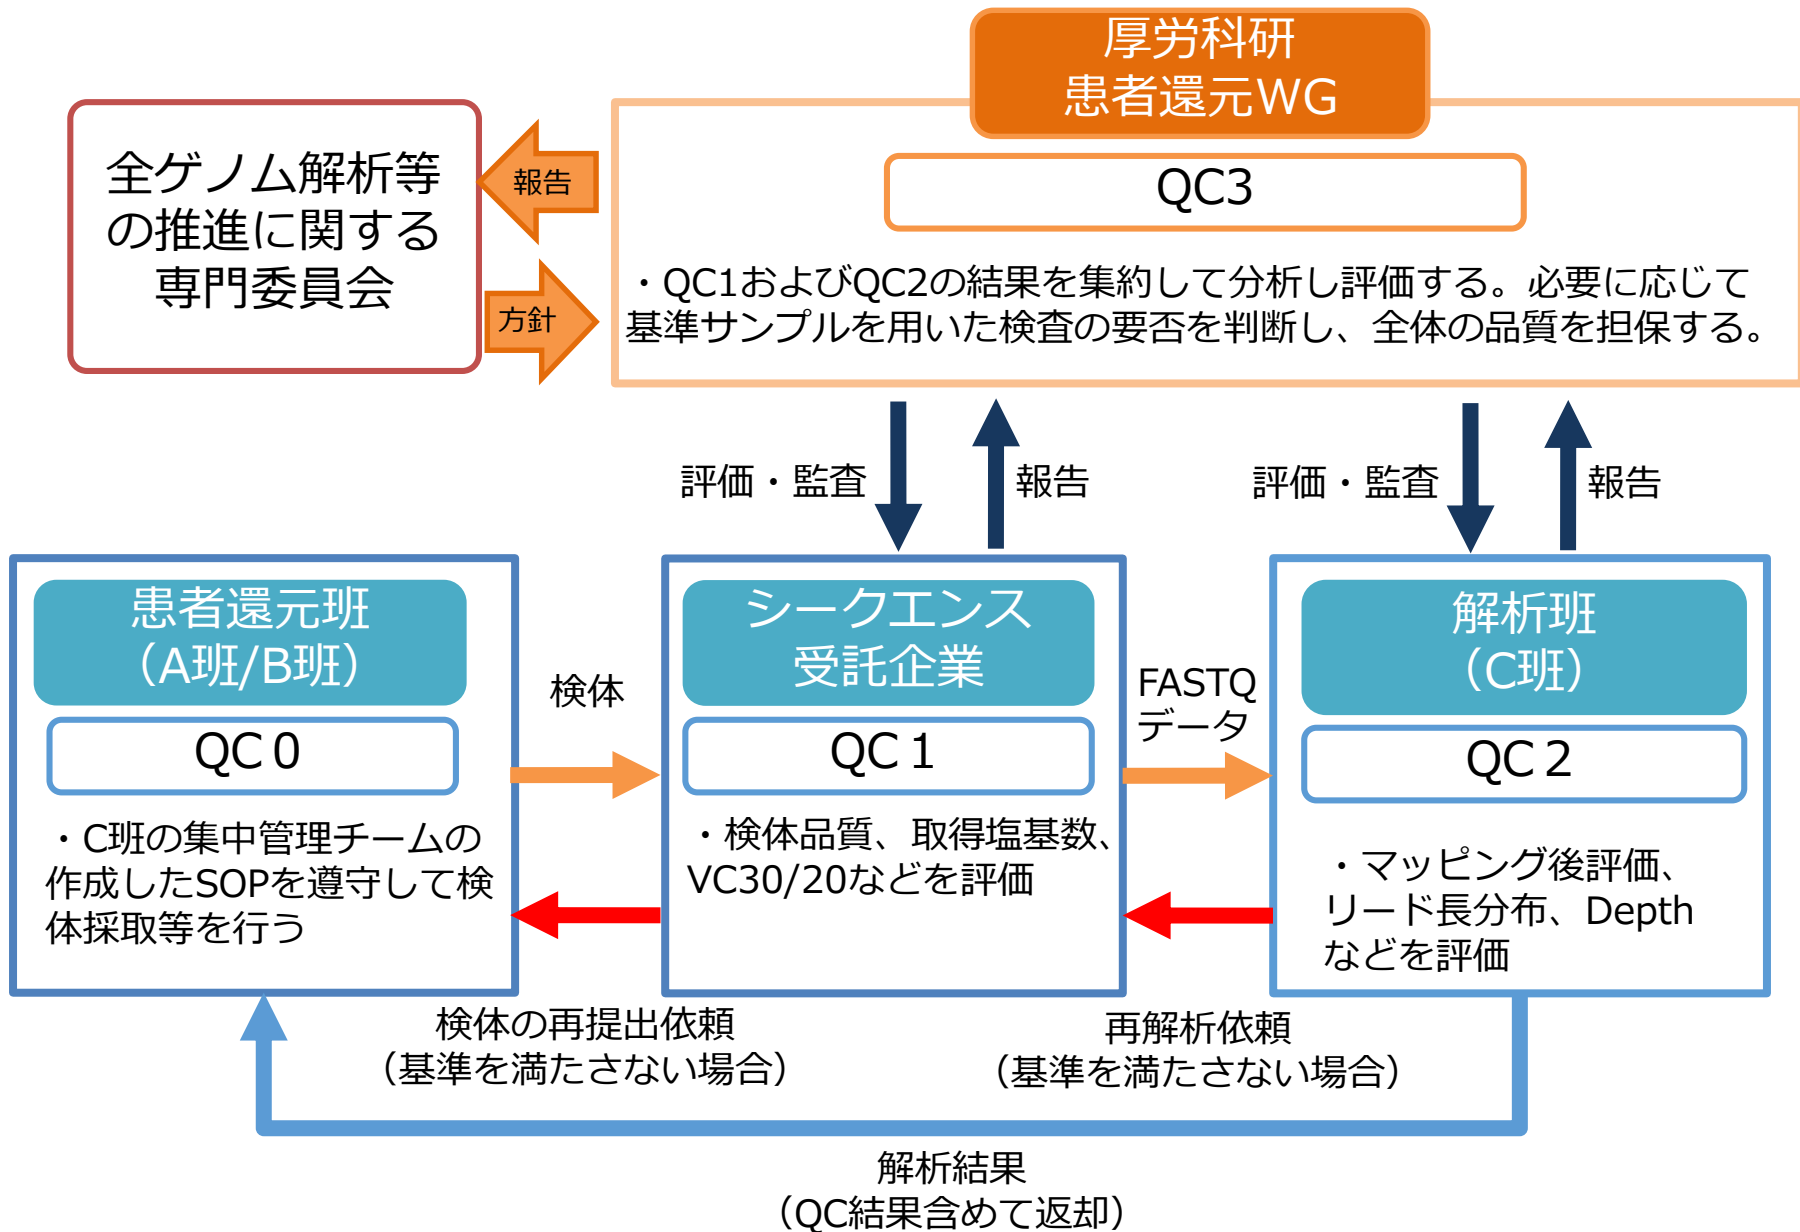 厚労科研
患者還元WG
全ゲノム解析等
の推進に関する
専門委員会
報告
方針
QC3
・QC1およびQC2の結果を集約して分析し評価する。必要に応じて
基準サンプルを用いた検査の要否を判断し、全体の品質を担保する。
評価・監査
報告
評価・監査
報告
患者還元班
（A班/B班）
QC０
・C班の集中管理チームの
作成したSOPを遵守して検
体採取等を行う
検体
シークエンス
受託企業
QC１
・検体品質、取得塩基数、
VC30/20などを評価
FASTQ
データ
解析班
（C班）
QC２
・マッピング後評価、
リード長分布、Depth
などを評価
検体の再提出依頼
（基準を満たさない場合）
再解析依頼
（基準を満たさない場合）
解析結果
（QC結果含めて返却）